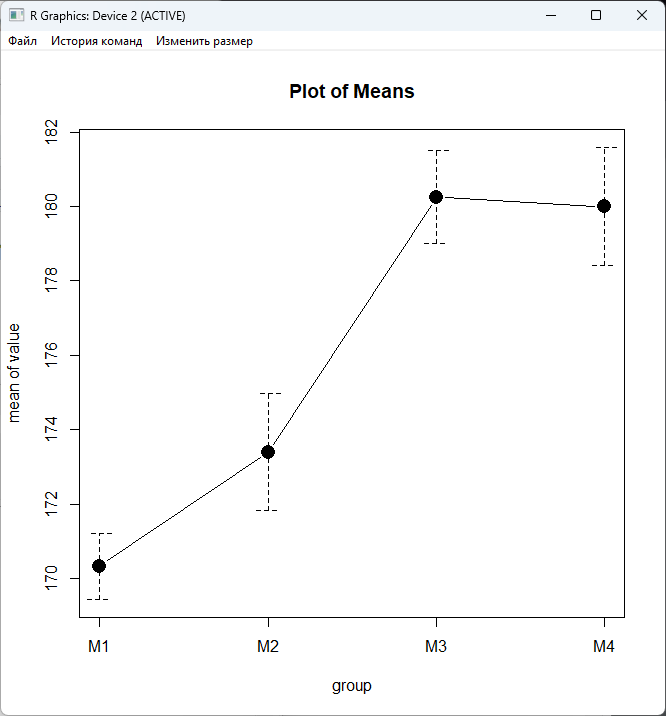 R Graphics: Device 2 (ACTIVE)
Файл История команд Изменить размер
Plot of Means
182
180
178
176
174
172
170
mean of value
M1 M2 M3 M4
group